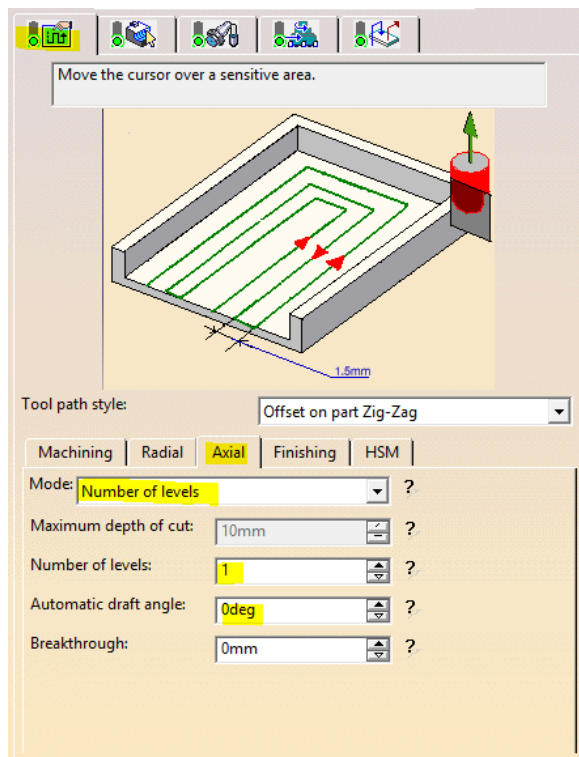 Move the cursor over a sensitive area.
1.5mm
Tool path style: Offset on part Zig-Zag
Machining Radial Axial Finishing HSM
Mode: Number of levels ?
Maximum depth of cut: 10mm ?
Number of levels: 1 ?
Automatic draft angle: 0deg ?
Breakthrough: 0mm ?